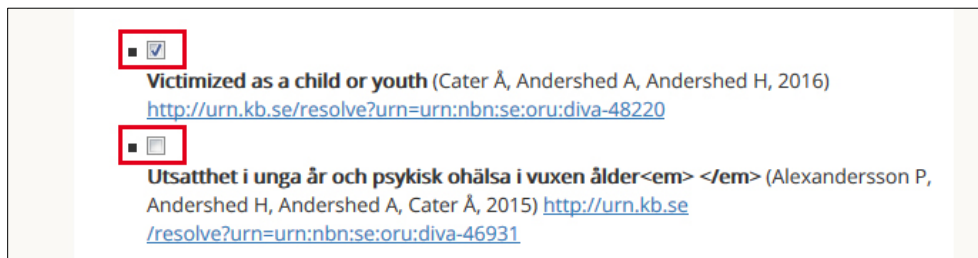 Victimized as a child or youth (Cater Å, Andershed A, Andershed H, 2016)
http://urn.kb.se/resolve?urn=urn:nbn:se:oru:diva-48220
Utsatthet i unga år och psykisk ohälsa i vuxen ålder<em> </em> (Alexandersson P,
Andershed H, Andershed A, Cater Å, 2015) http://urn.kb.se
/resolve?urn=urn:nbn:se:oru:diva-46931